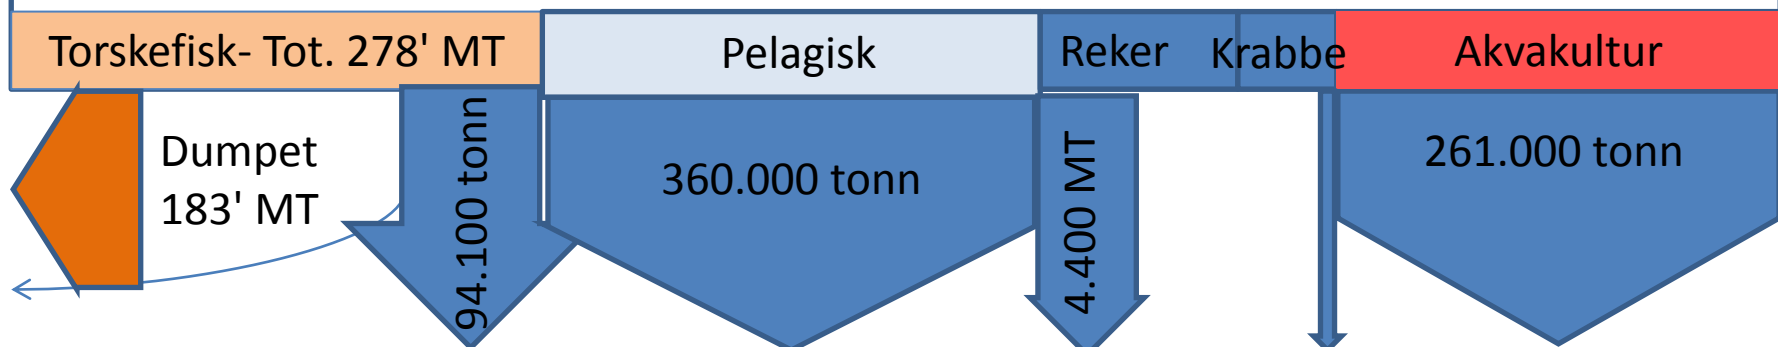 Torskefisk- Tot. 278' MT
Pelagisk
Reker
Krabbe
Akvakultur
Dumpet
183' MT
94.100 tonn
360.000 tonn
4.400 MT
261.000 tonn